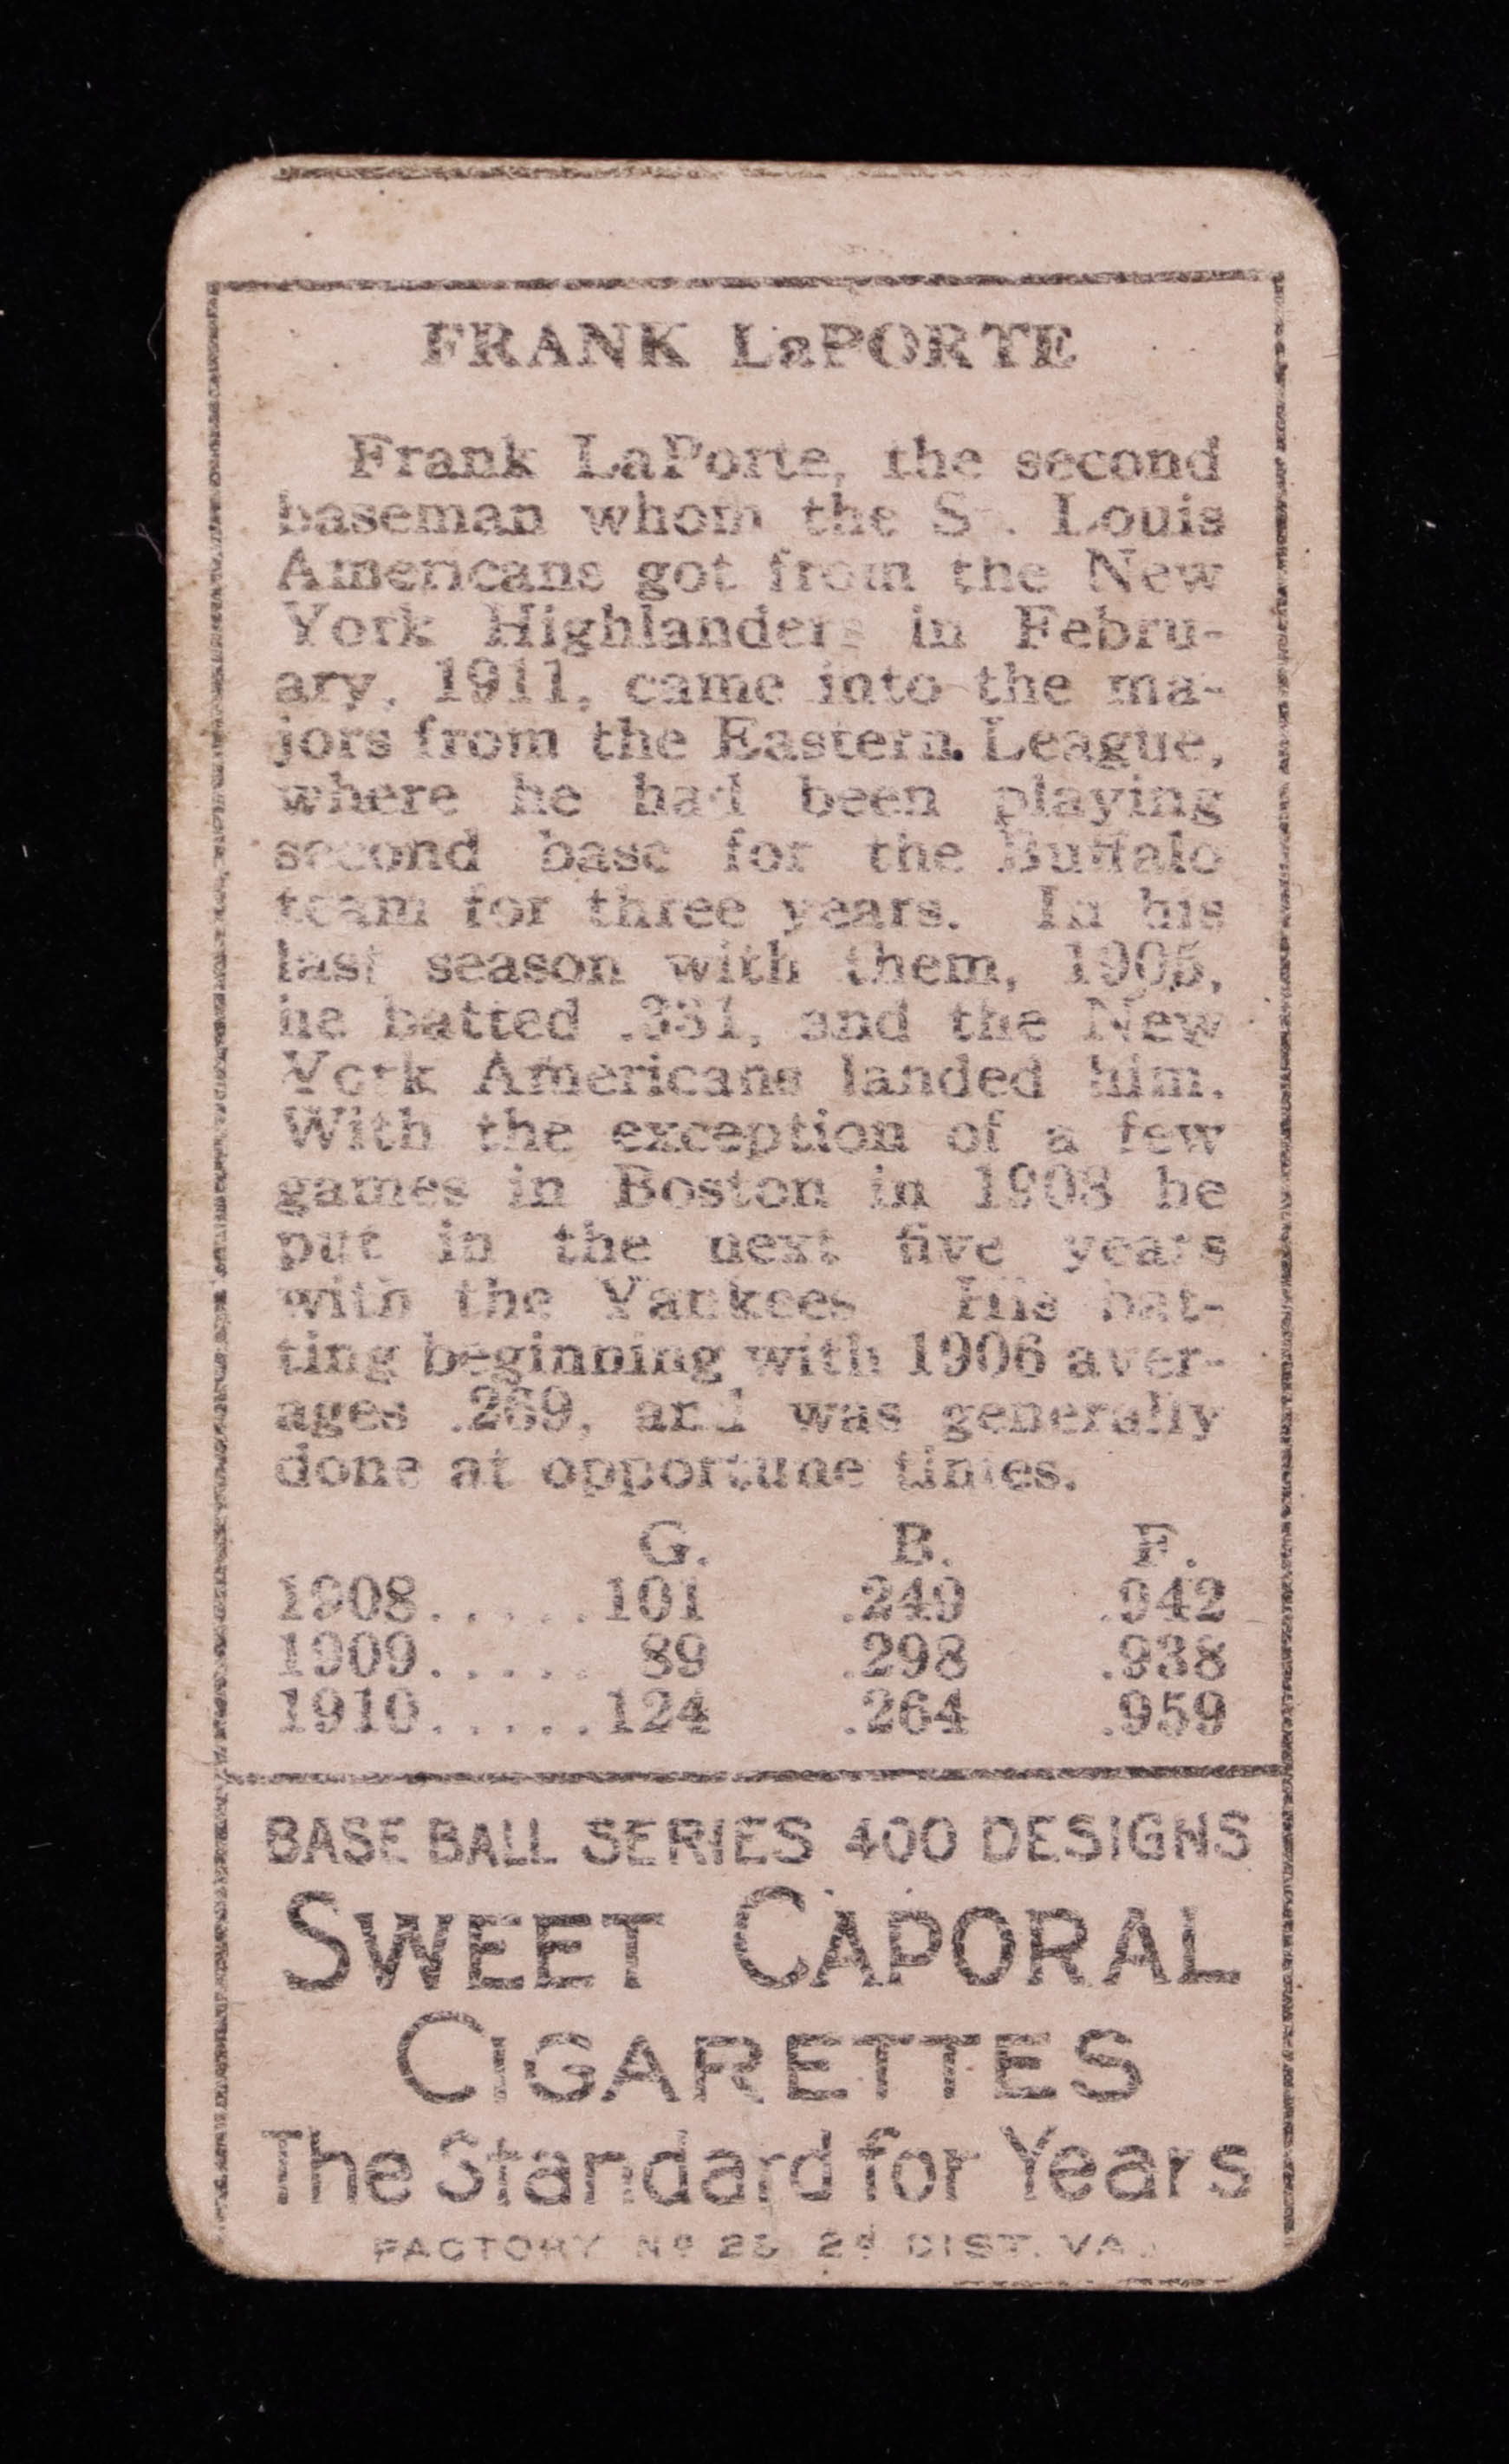 FRANK LaPORTE
Frank LaPorte, the second
baseman whom the St. Louis
Americans got from the New
York Highlanders in Febru-
ary, 1911, came into the ma-
jors from the Eastern League,
where he had been playing
second base for the Buffalo
team for three years. In his
last season with them, 1905,
he batted .331, and the New
York Americans landed him.
With the exception of a few
games in Boston in 1908 he
put in the next five years
with the Yankees. His bat-
ting beginning with 1906 aver-
ages .269, and was generally
done at opportune times.
G. B. F.
1908......101 .249 .942
1909...... 89 .298 .938
1910......124 .264 .959
BASE BALL SERIES 400 DESIGNS
SWEET CAPORAL
CIGARETTES
The Standard for Years
FACTORY No 25 2d DIST. VA.